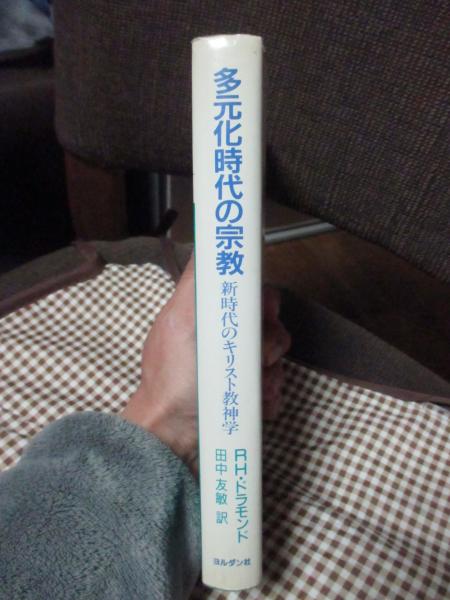 多元化時代の宗教
新時代のキリスト教神学
RH・ドラモンド
田中友敏 訳
ヨルダン社